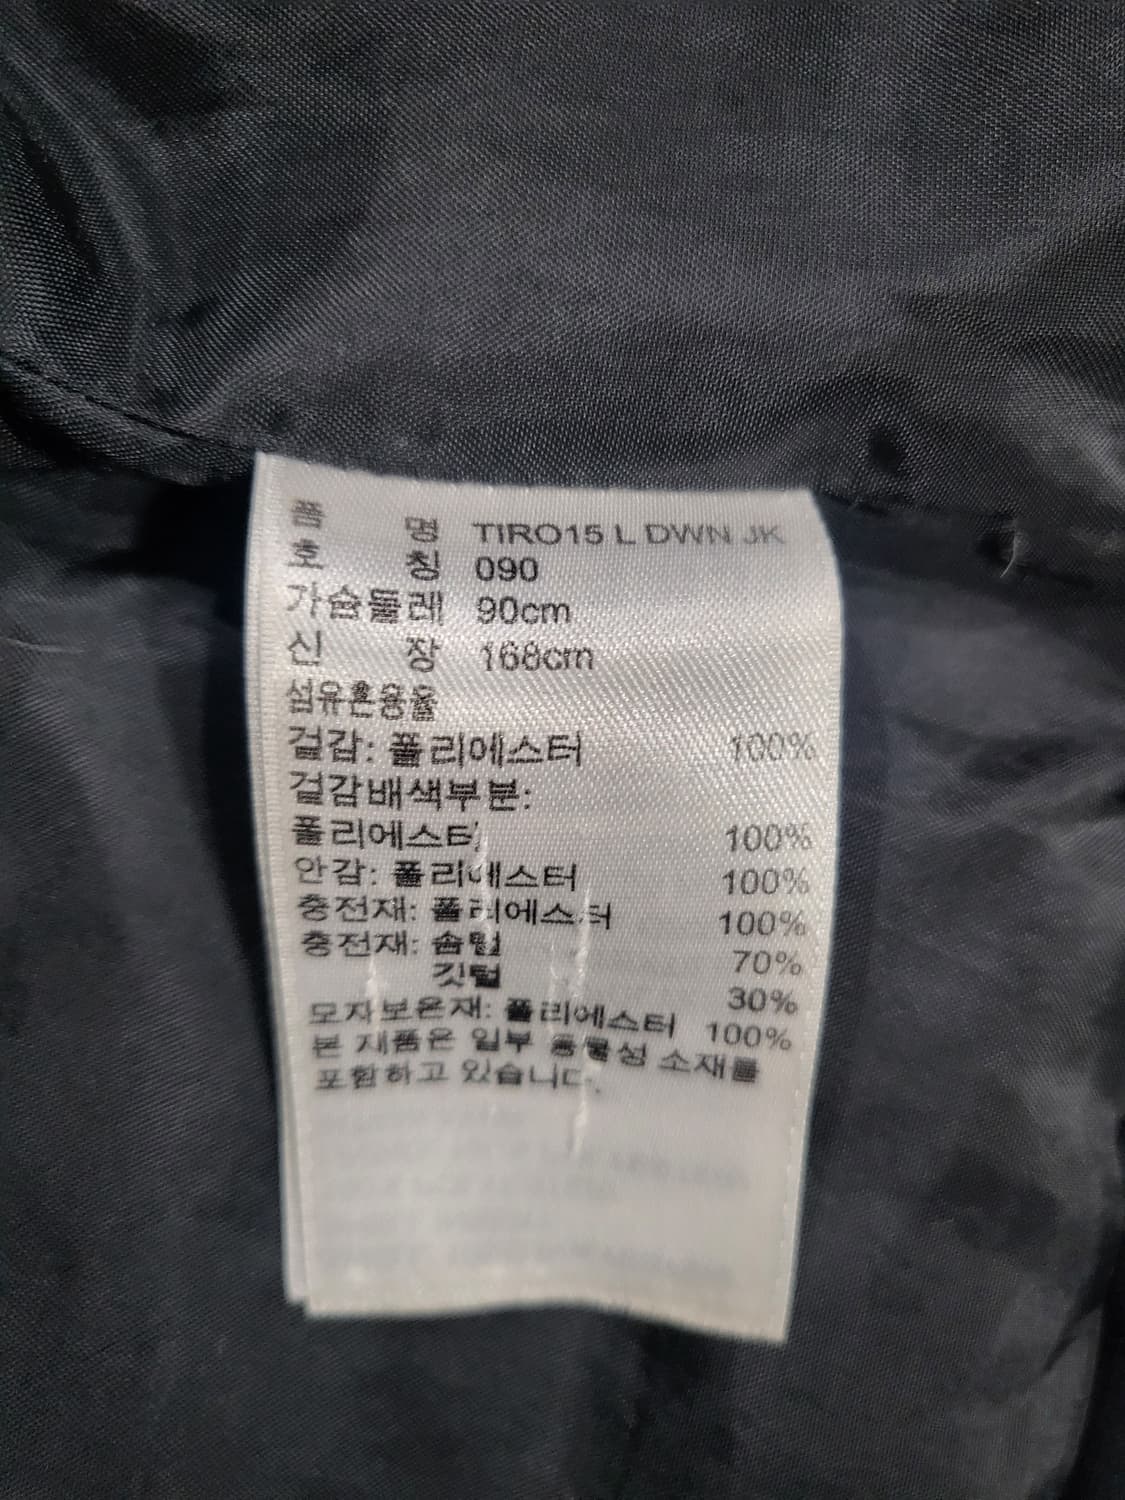 품 명 TIRO15 L DWN JK
호 칭 090
가슴둘레 90cm
신 장 168cm
섬유혼용율
겉감: 폴리에스터 100%
겉감배색부분:
폴리에스터 100%
안감: 폴리에스터 100%
충전재: 폴리에스터 100%
충전재: 솜털 70%
깃털 30%
모자보온재: 폴리에스터 100%
본 제품은 일부 동물성 소재를
포함하고 있습니다.